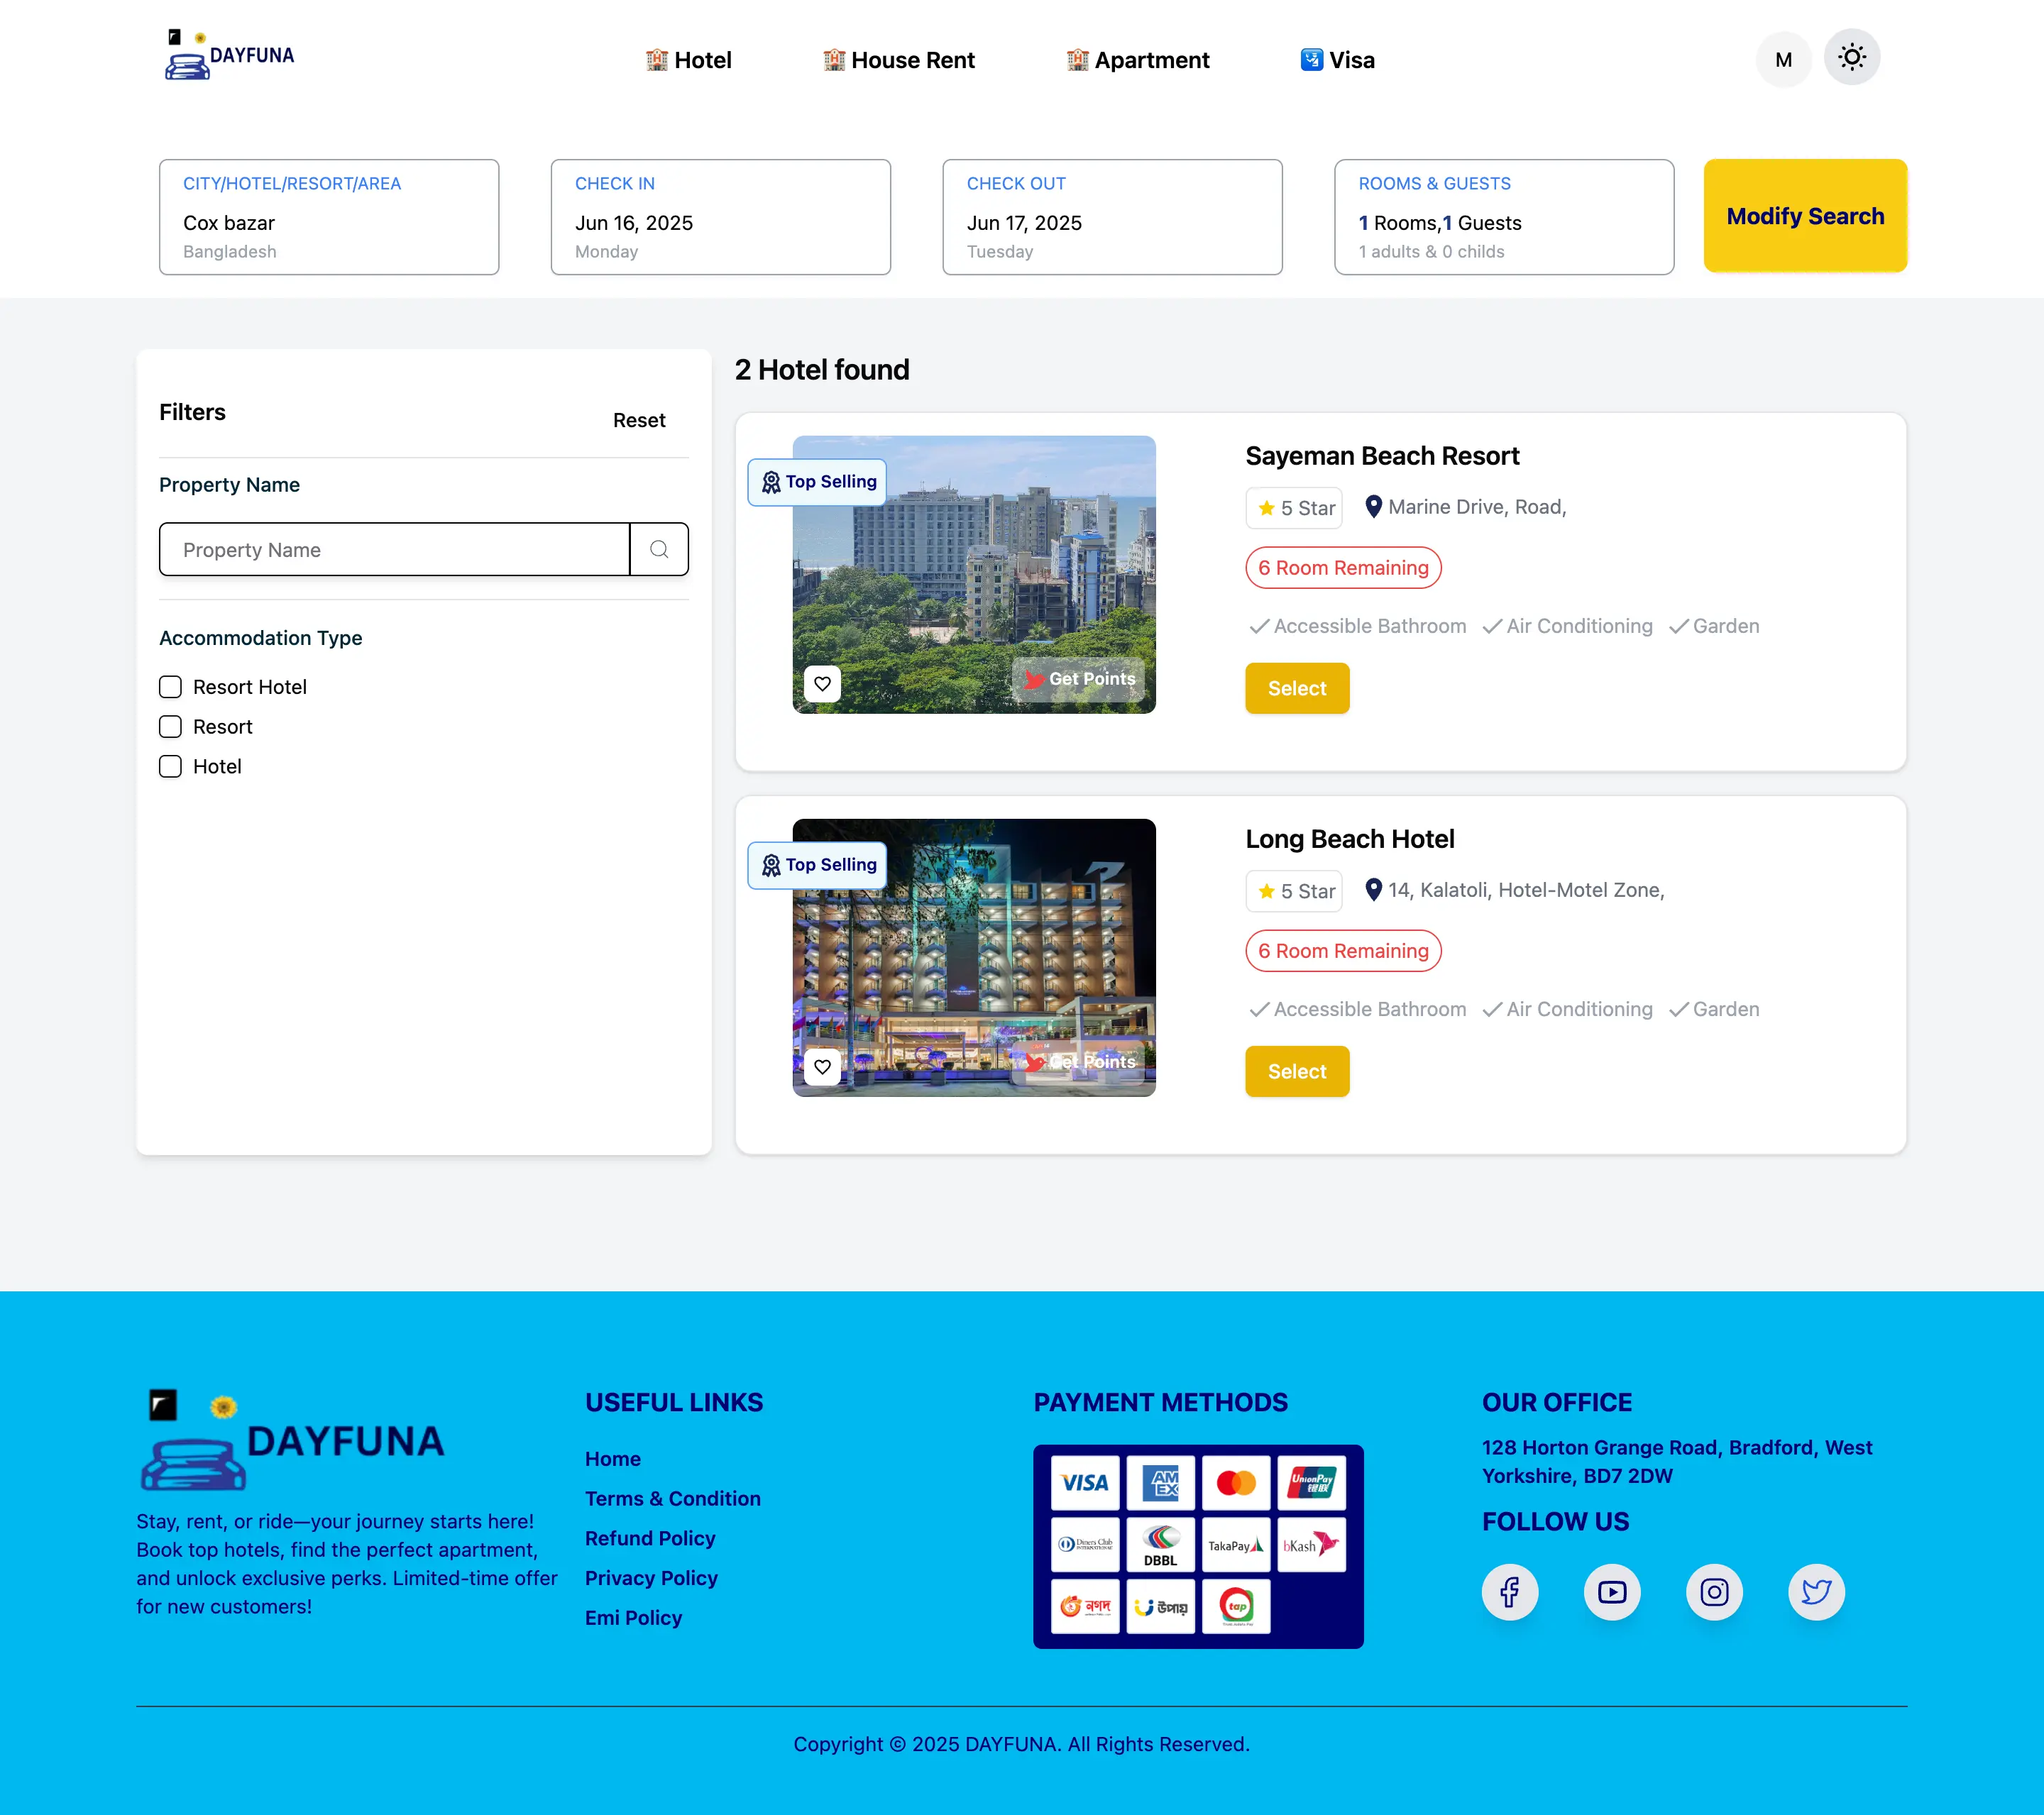 DAYFUNA
Hotel
House Rent
Apartment
Visa
M
CITY/HOTEL/RESORT/AREA
Cox bazar
Bangladesh
CHECK IN
Jun 16, 2025
Monday
CHECK OUT
Jun 17, 2025
Tuesday
ROOMS & GUESTS
1 Rooms,1 Guests
1 adults & 0 childs
Modify Search
Filters
Reset
Property Name
Property Name
Accommodation Type
Resort Hotel
Resort
Hotel
2 Hotel found
Top Selling
Get Points
Sayeman Beach Resort
5 Star
Marine Drive, Road,
6 Room Remaining
Accessible Bathroom Air Conditioning Garden
Select
Top Selling
Get Points
Long Beach Hotel
5 Star
14, Kalatoli, Hotel-Motel Zone,
6 Room Remaining
Accessible Bathroom Air Conditioning Garden
Select
DAYFUNA
Stay, rent, or ride—your journey starts here!
Book top hotels, find the perfect apartment,
and unlock exclusive perks. Limited-time offer
for new customers!
USEFUL LINKS
Home
Terms & Condition
Refund Policy
Privacy Policy
Emi Policy
PAYMENT METHODS
VISA
AM
EX
UnionPay
银联
Diners Club
INTERNATIONAL
DBBL
TakaPay
bKash
নগদ
উপায়
tap
OUR OFFICE
128 Horton Grange Road, Bradford, West
Yorkshire, BD7 2DW
FOLLOW US
Copyright © 2025 DAYFUNA. All Rights Reserved.